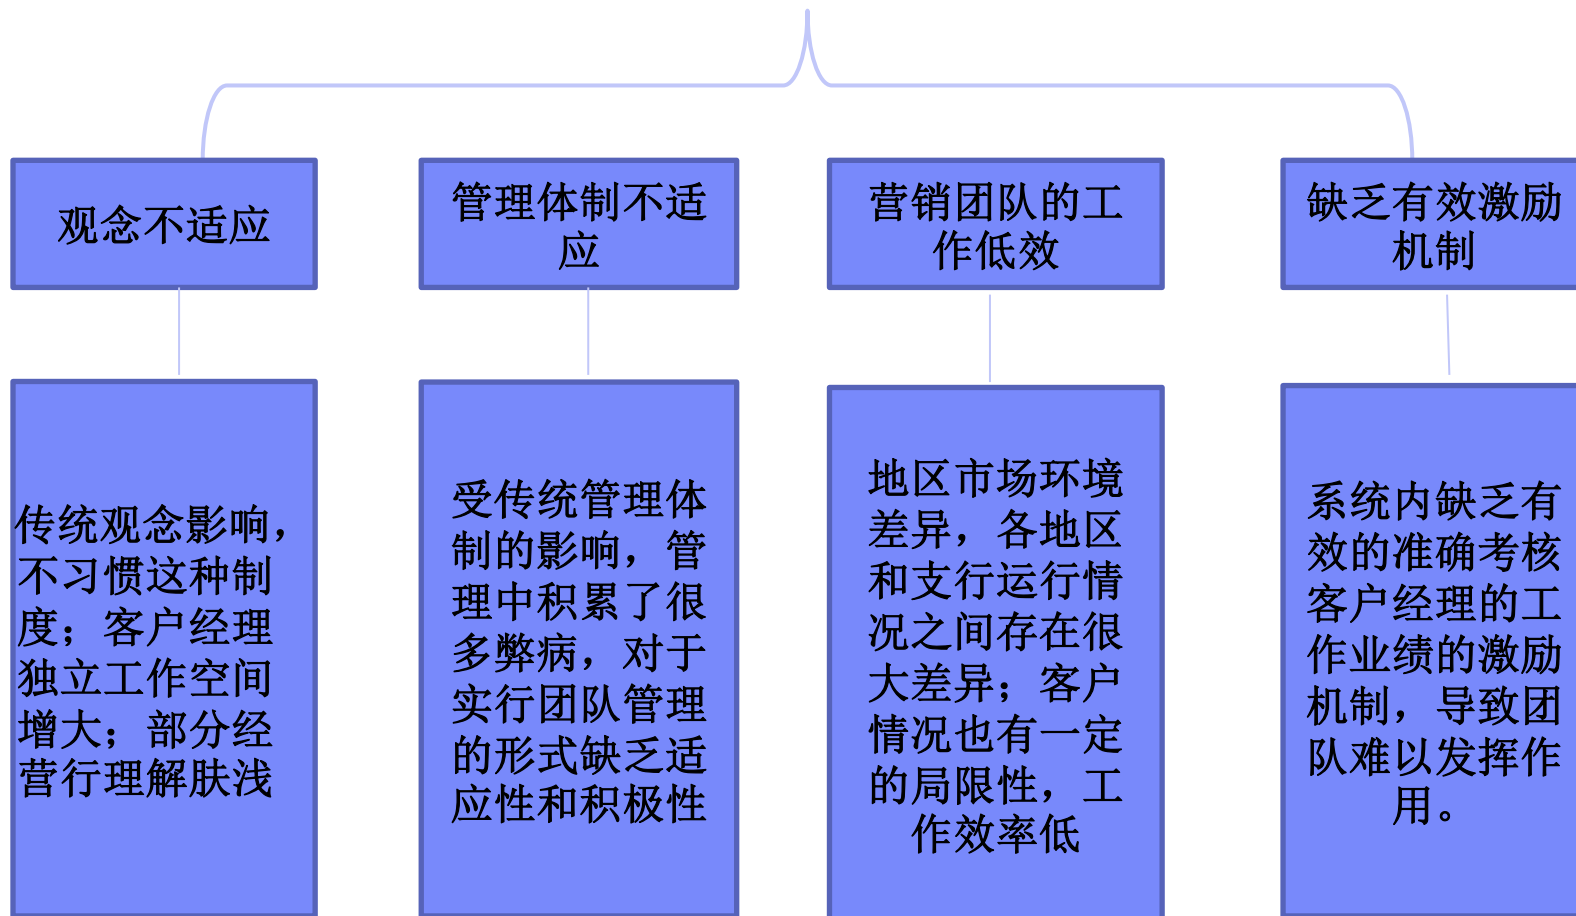 观念不适应
管理体制不适
应
营销团队的工
作低效
缺乏有效激励
机制
传统观念影响，
不习惯这种制
度；客户经理
独立工作空间
增大；部分经
营行理解肤浅
受传统管理体
制的影响，管
理中积累了很
多弊病，对于
实行团队管理
的形式缺乏适
应性和积极性
地区市场环境
差异，各地区
和支行运行情
况之间存在很
大差异；客户
情况也有一定
的局限性，工
作效率低
系统内缺乏有
效的准确考核
客户经理的工
作业绩的激励
机制，导致团
队难以发挥作
用。